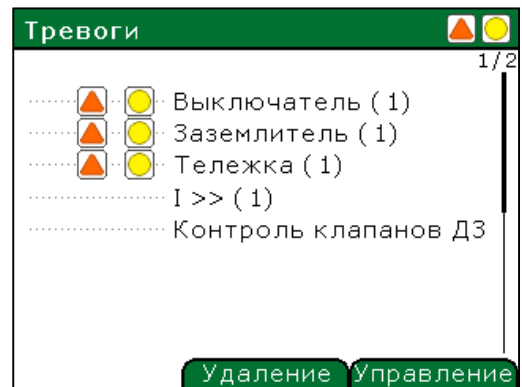 Тревоги
1/2
Выключатель (1)
Заземлитель (1)
Тележка (1)
I >> (1)
Контроль клапанов ДЗ
Удаление Управление